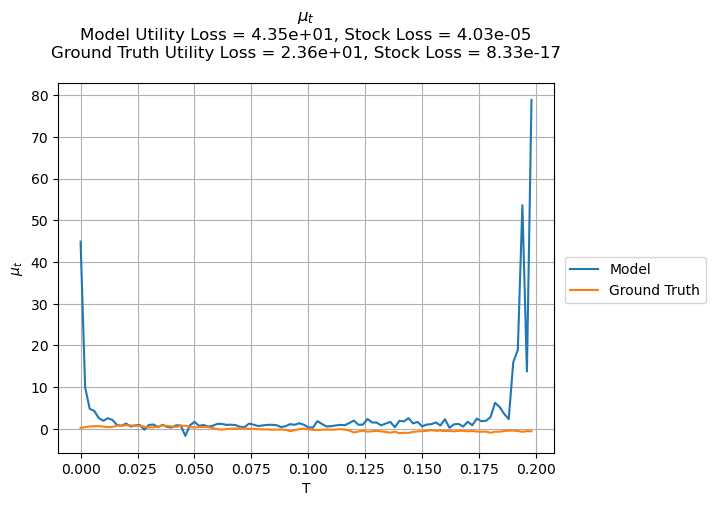 μₜ
Model Utility Loss = 4.35e+01, Stock Loss = 4.03e-05
Ground Truth Utility Loss = 2.36e+01, Stock Loss = 8.33e-17
80
70
60
50
40
30
20
10
0
μₜ
0.000
0.025
0.050
0.075
0.100
0.125
0.150
0.175
0.200
T
Model
Ground Truth